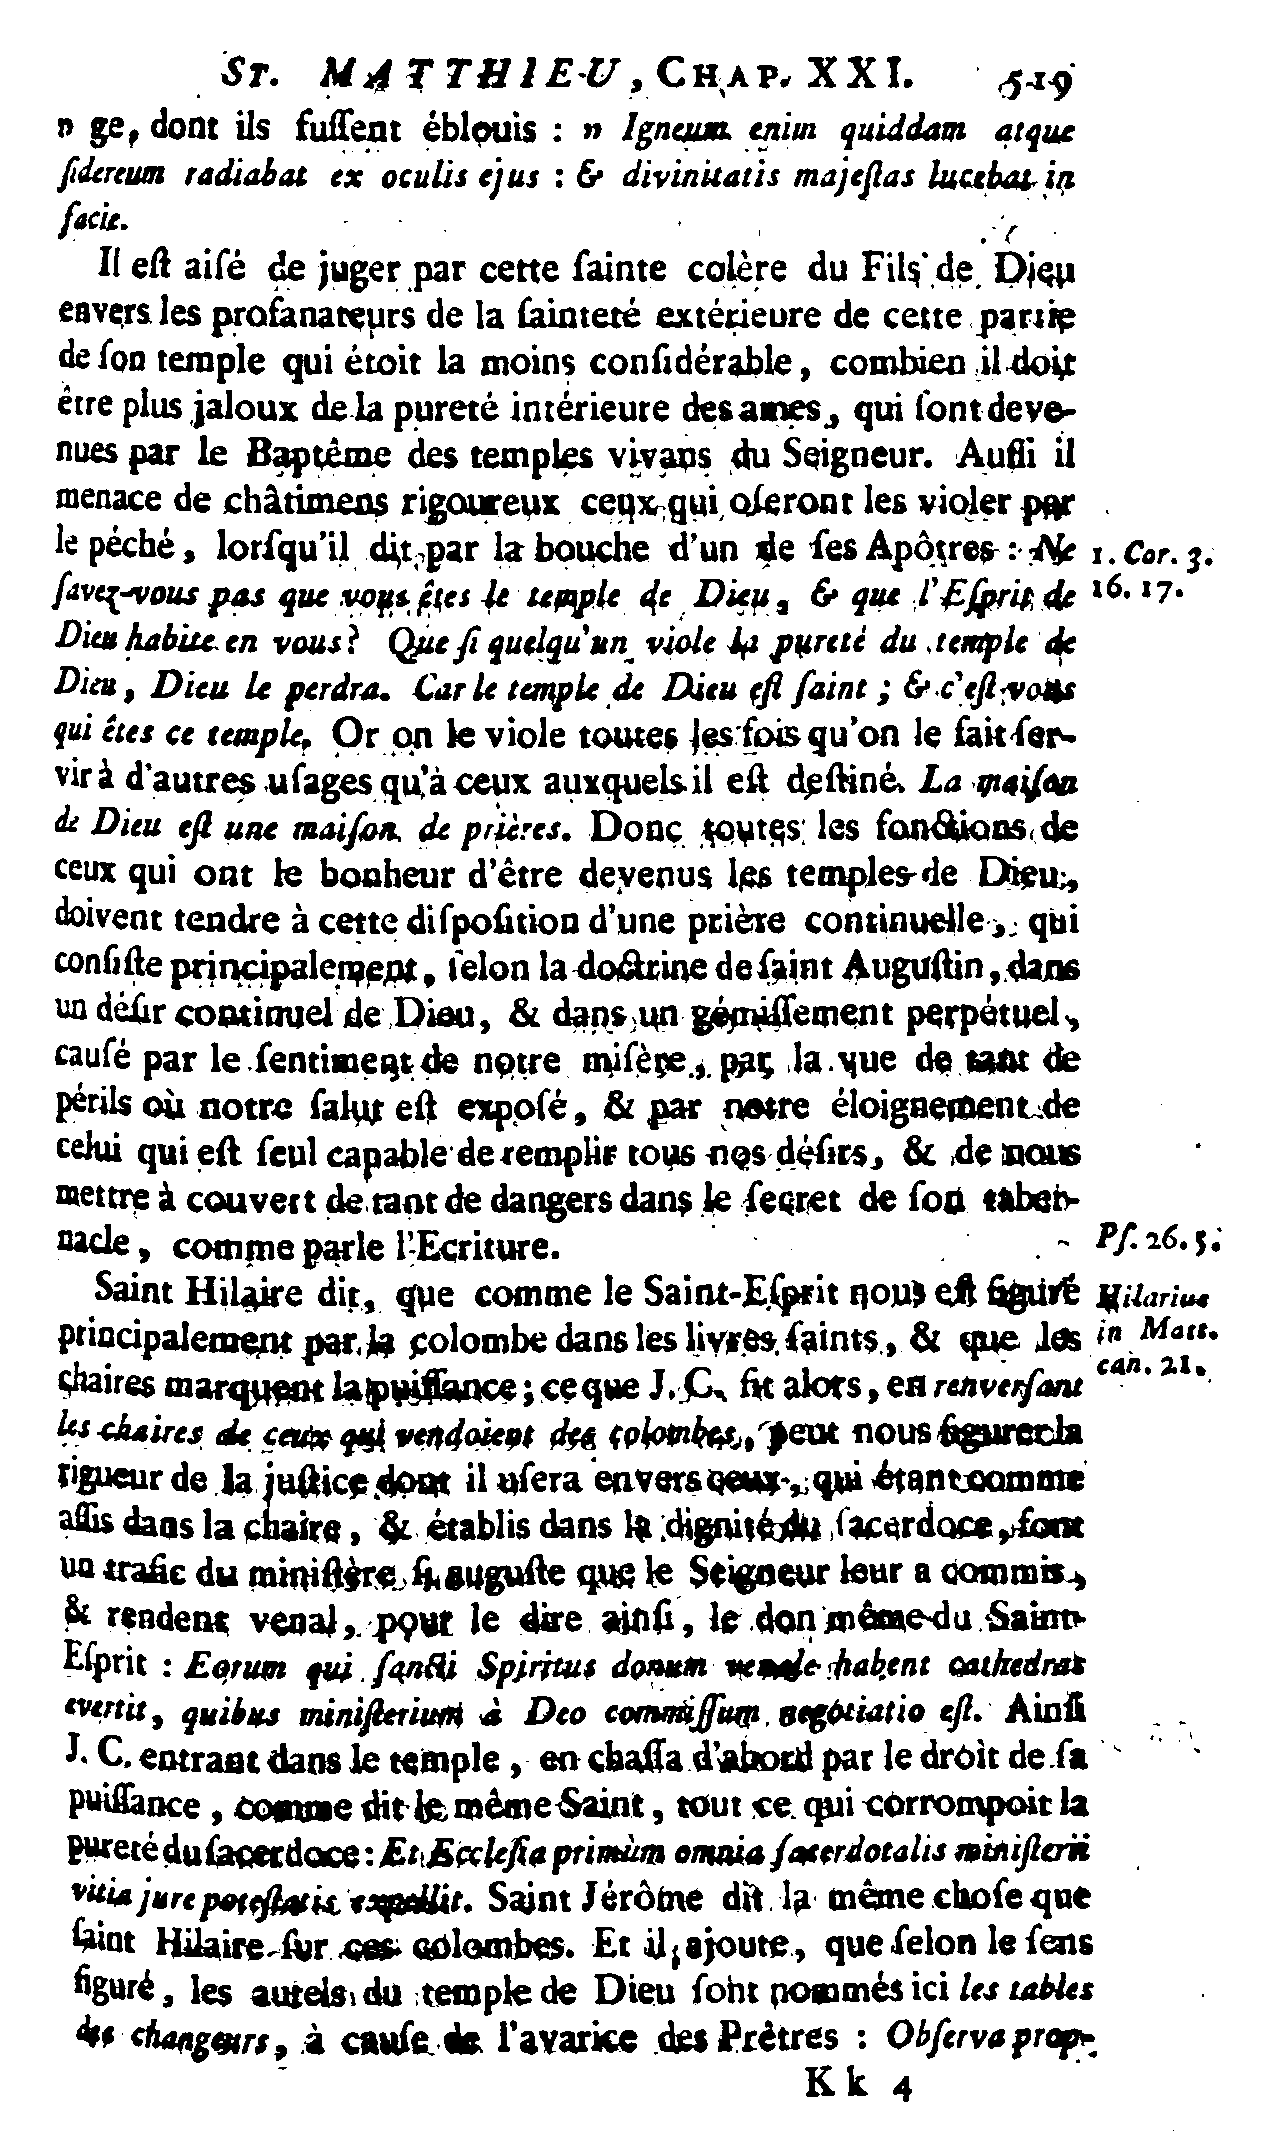 ST. MATTHIEU, CHAP. XXI. 519
" ge, dont ils fuſſent éblouis : " Igneum enim quiddam atque
ſidereum radiabat ex oculis ejus : & divinitatis majeſtas lucebat in
facie.
Il eſt aiſé de juger par cette ſainte colère du Fils de Dieu
envers les profanateurs de la ſainteté extérieure de cette partie
de ſon temple qui étoit la moins conſidérable, combien il doit
être plus jaloux de la pureté intérieure des ames, qui ſont deve-
nues par le Baptême des temples vivans du Seigneur. Auſſi il
menace de châtimens rigoureux ceux qui oſeront les violer par
le péché, lorſqu'il dit par la bouche d'un de ſes Apôtres : Ne
1. Cor. 3.
ſavez-vous pas que vous êtes le temple de Dieu, & que l'Eſprit de
16. 17.
Dieu habite en vous ? Que ſi quelqu'un viole la pureté du temple de
Dieu, Dieu le perdra. Car le temple de Dieu eſt ſaint ; & c'eſt vous
qui êtes ce temple. Or on le viole toutes les fois qu'on le fait ſer-
vir à d'autres uſages qu'à ceux auxquels il eſt deſtiné. La maiſon
de Dieu eſt une maiſon de prières. Donc toutes les fonctions de
ceux qui ont le bonheur d'être devenus les temples de Dieu,
doivent tendre à cette diſpoſition d'une prière continuelle, qui
conſiſte principalement, ſelon la doctrine de ſaint Auguſtin, dans
un déſir continuel de Dieu, & dans un gémiſſement perpétuel,
cauſé par le ſentiment de notre miſère, par la vue de tant de
périls où notre ſalut eſt expoſé, & par notre éloignement de
celui qui eſt ſeul capable de remplir tous nos déſirs, & de nous
mettre à couvert de tant de dangers dans le ſecret de ſon taber-
nacle, comme parle l'Ecriture.
Pſ. 26. 5.
Saint Hilaire dit, que comme le Saint-Eſprit nous eſt figuré
Hilarius
principalement par la colombe dans les livres ſaints, & que les
in Matt.
chaires marquent la puiſſance ; ce que J. C. fit alors, en renverſant
can. 21.
les chaires de ceux qui vendoient des colombes, peut nous figurer la
rigueur de la juſtice dont il uſera envers ceux, qui étant comme
aſſis dans la chaire, & établis dans la dignité du ſacerdoce, font
un trafic du miniſtère ſi auguſte que le Seigneur leur a commis,
& rendent venal, pour le dire ainſi, le don même du Saint-
Eſprit : Eorum qui ſancti Spiritus donum venale habent cathedras
evertit, quibus miniſterium à Deo commiſſum negotiatio eſt. Ainſi
J. C. entrant dans le temple, en chaſſa d'abord par le droit de ſa
puiſſance, comme dit le même Saint, tout ce qui corrompoit la
pureté du ſacerdoce : Et Eccleſia primùm omnia ſacerdotalis miniſterii
vitia jure poteſtatis expellit. Saint Jérôme dit la même choſe que
ſaint Hilaire ſur ces colombes. Et il ajoute, que ſelon le ſens
figuré, les autels du temple de Dieu ſont nommés ici les tables
des changeurs, à cauſe de l'avarice des Prêtres : Obſerva prop-
Kk 4